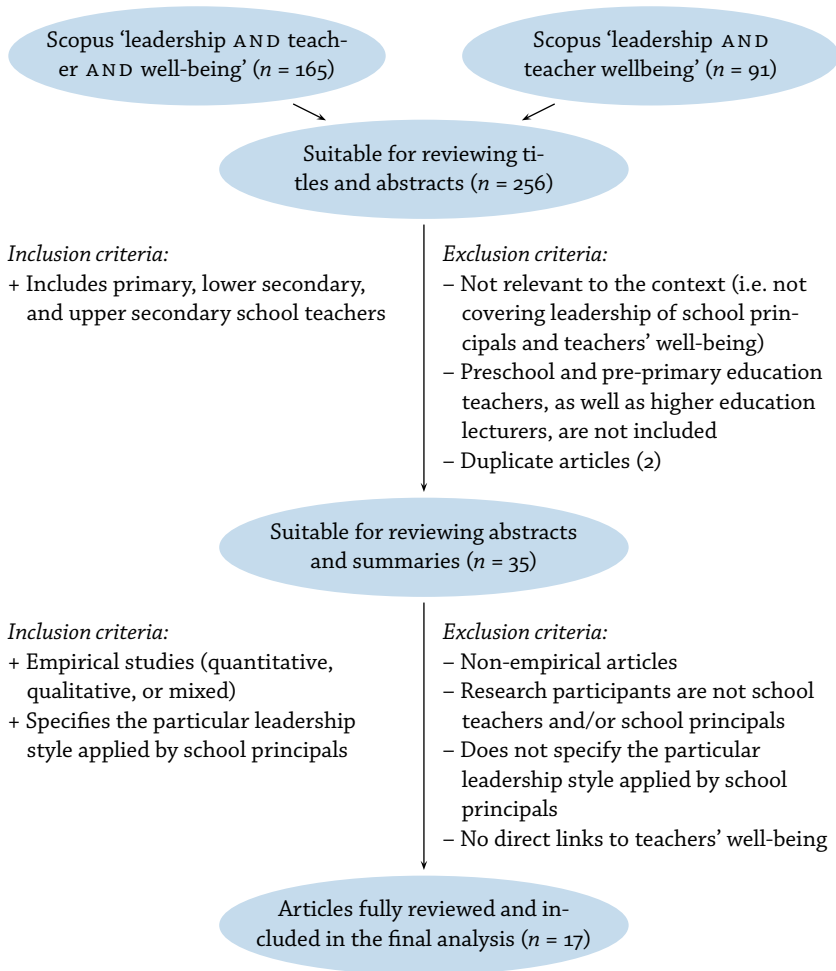 Scopus ‘leadership AND teach-
er AND well-being’ (n = 165)
Scopus ‘leadership AND
teacher wellbeing’ (n = 91)
Suitable for reviewing ti-
tles and abstracts (n = 256)
Inclusion criteria:
+ Includes primary, lower secondary,
and upper secondary school teachers
Exclusion criteria:
– Not relevant to the context (i.e. not
covering leadership of school prin-
cipals and teachers’ well-being)
– Preschool and pre-primary education
teachers, as well as higher education
lecturers, are not included
– Duplicate articles (2)
Suitable for reviewing abstracts
and summaries (n = 35)
Inclusion criteria:
+ Empirical studies (quantitative,
qualitative, or mixed)
+ Specifies the particular leadership
style applied by school principals
Exclusion criteria:
– Non-empirical articles
– Research participants are not school
teachers and/or school principals
– Does not specify the particular
leadership style applied by school
principals
– No direct links to teachers’ well-being
Articles fully reviewed and in-
cluded in the final analysis (n = 17)